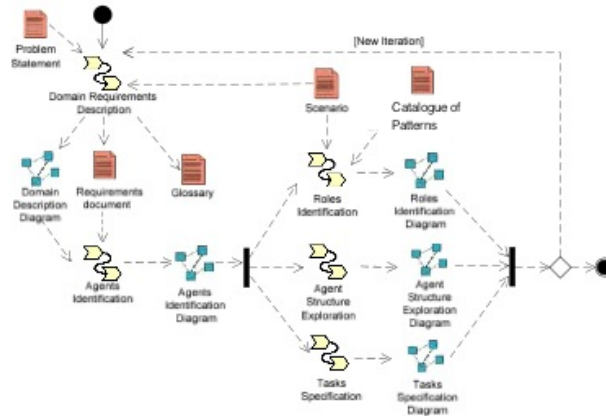 [New Iteration]
Problem
Statement
Domain Requirements
Description
Scenario
Catalogue of
Patterns
Domain
Description
Diagram
Requirements
document
Glossary
Roles
Identification
Roles
Identification
Diagram
Agents
Identification
Agents
Identification
Diagram
Agent
Structure
Exploration
Agent
Structure
Exploration
Diagram
Tasks
Specification
Tasks
Specification
Diagram